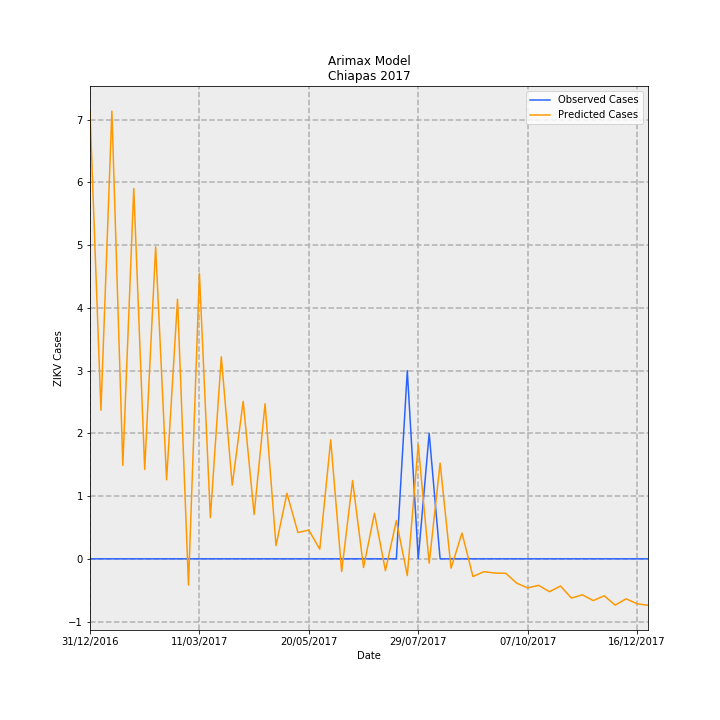 Arimax Model
Chiapas 2017
Observed Cases
Predicted Cases
7
6
5
4
3
2
1
0
−1
ZIKV Cases
31/12/2016 11/03/2017 20/05/2017 29/07/2017 07/10/2017 16/12/2017
Date